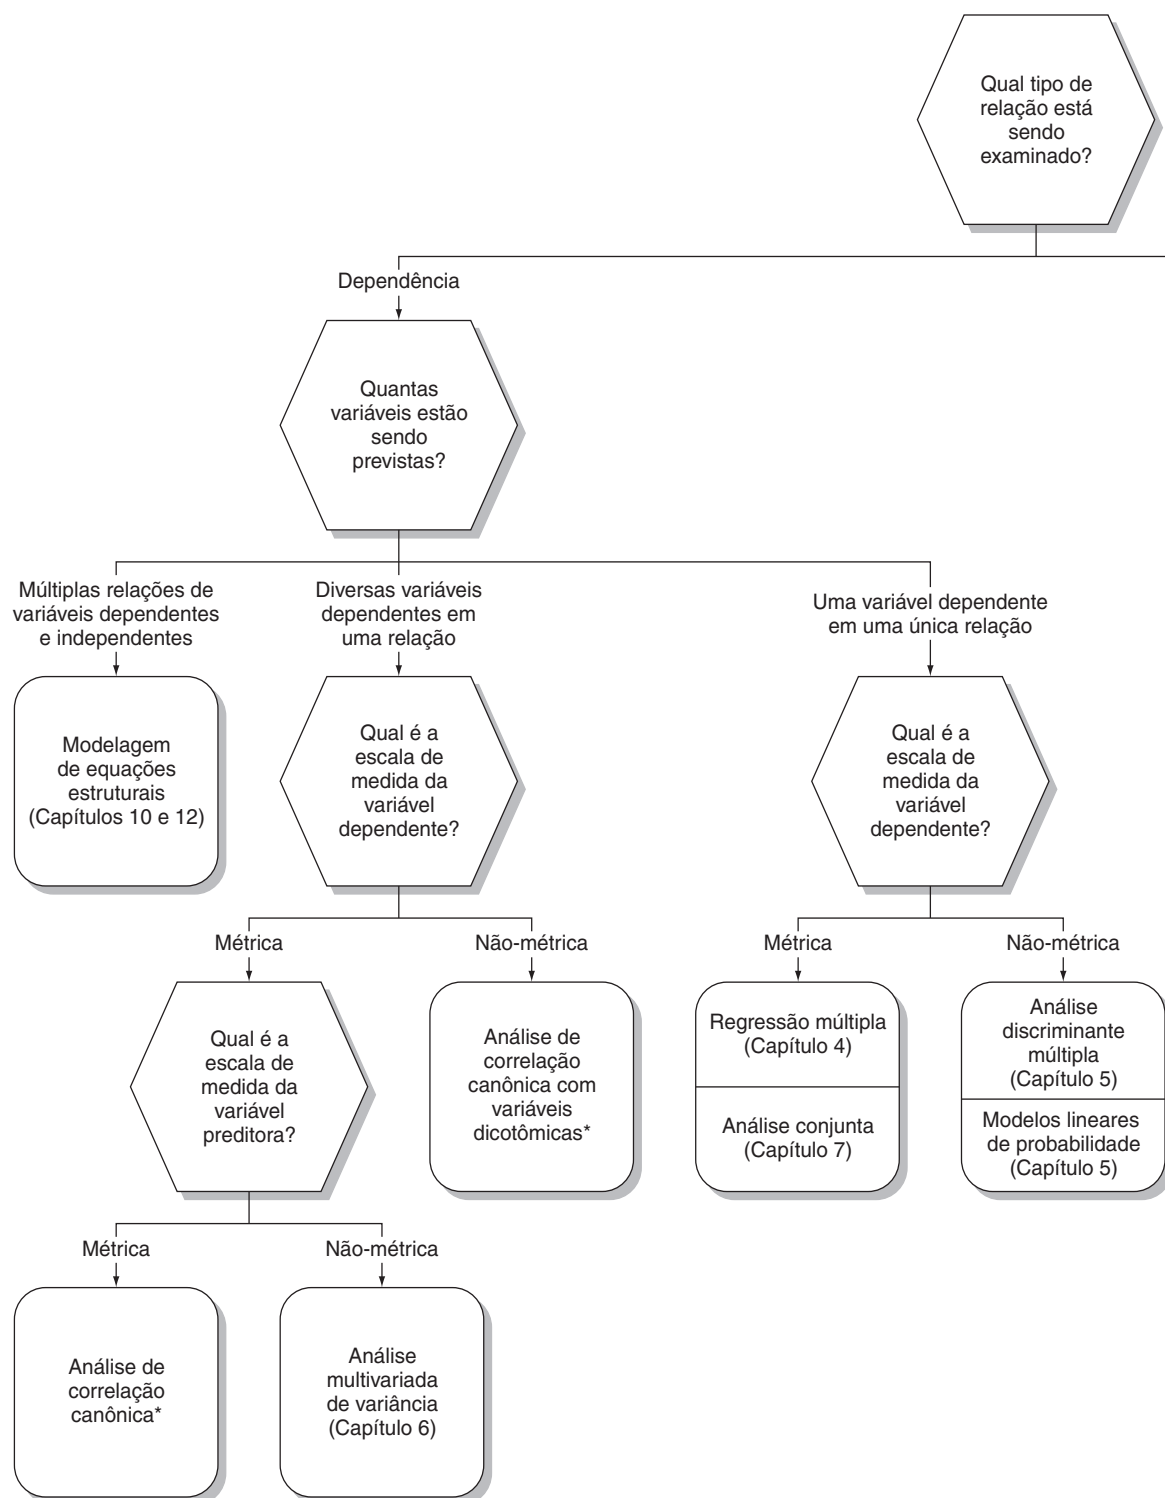 Qual tipo de
relação está
sendo
examinado?
Dependência
Quantas
variáveis estão
sendo
previstas?
Múltiplas relações de
variáveis dependentes
e independentes
Diversas variáveis
dependentes em
uma relação
Uma variável dependente
em uma única relação
Modelagem
de equações
estruturais
(Capítulos 10 e 12)
Qual é a
escala de
medida da
variável
dependente?
Qual é a
escala de
medida da
variável
dependente?
Métrica
Não-métrica
Métrica
Não-métrica
Qual é a
escala de
medida da
variável
preditora?
Análise de
correlação
canônica com
variáveis
dicotômicas*
Regressão múltipla
(Capítulo 4)
Análise conjunta
(Capítulo 7)
Análise
discriminante
múltipla
(Capítulo 5)
Modelos lineares
de probabilidade
(Capítulo 5)
Métrica
Não-métrica
Análise de
correlação
canônica*
Análise
multivariada
de variância
(Capítulo 6)